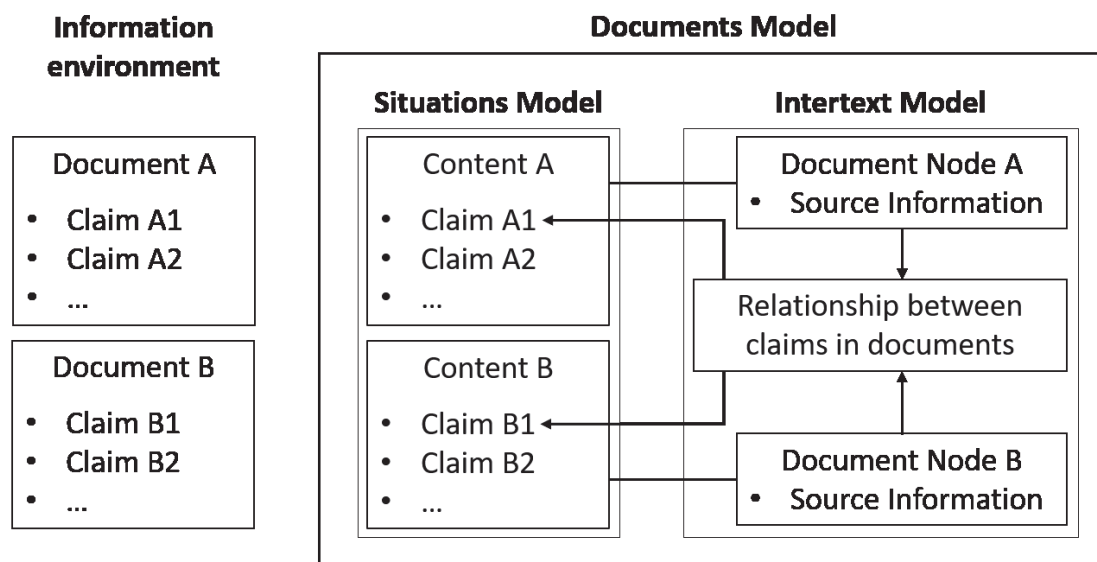 Information
environment
Document A
• Claim A1
• Claim A2
• ...
Document B
• Claim B1
• Claim B2
• ...
Documents Model
Situations Model
Content A
• Claim A1
• Claim A2
• ...
Content B
• Claim B1
• Claim B2
• ...
Intertext Model
Document Node A
• Source Information
Relationship between
claims in documents
Document Node B
• Source Information